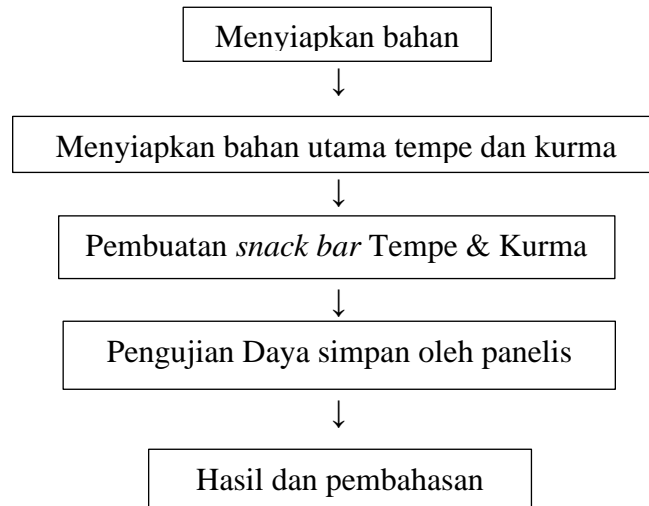 Menyiapkan bahan
↓
Menyiapkan bahan utama tempe dan kurma
↓
Pembuatan snack bar Tempe & Kurma
↓
Pengujian Daya simpan oleh panelis
↓
Hasil dan pembahasan